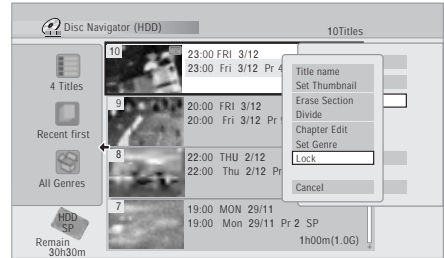 Disc Navigator (HDD)
10Titles
4 Titles
Recent first
All Genres
HDD
SP
Remain
30h30m
10
23:00 FRI 3/12
23:00 Fri 3/12 Pr 4
9
20:00 FRI 3/12
20:00 Fri 3/12 Pr
8
22:00 THU 2/12
22:00 Thu 2/12 Pr
7
19:00 MON 29/11
19:00 Mon 29/11 Pr 2 SP
1h00m(1.0G)
Title name
Set Thumbnail
Erase Section
Divide
Chapter Edit
Set Genre
Lock
Cancel